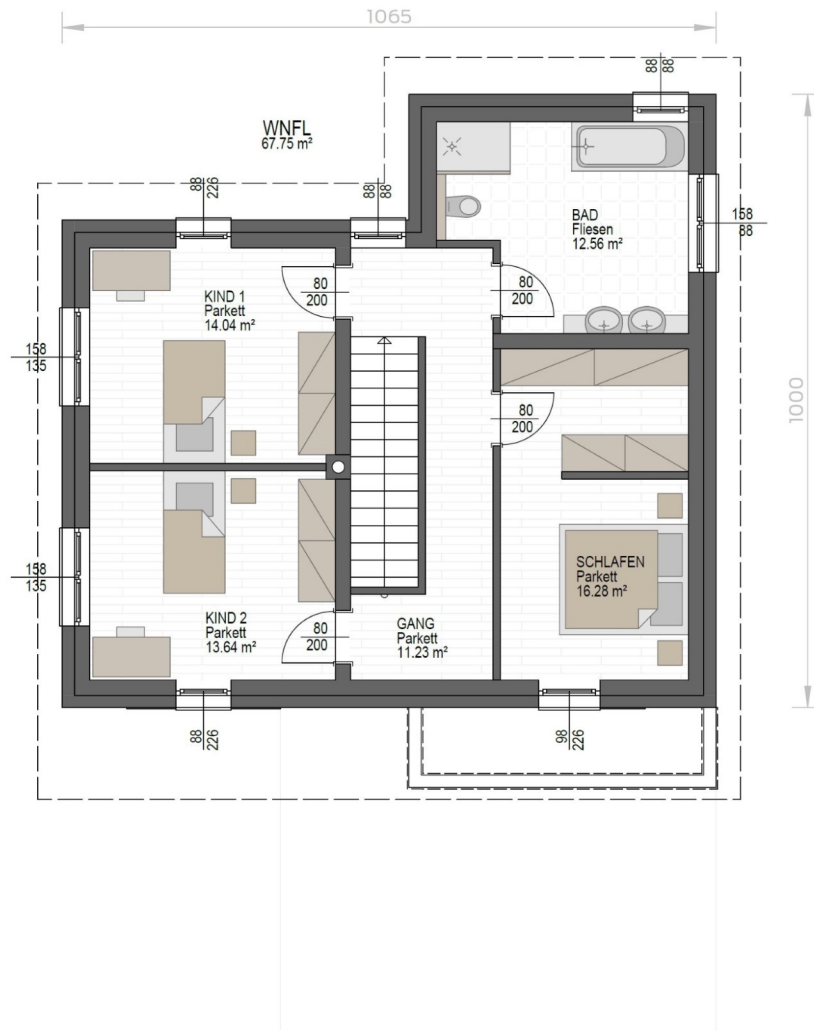 1065
88
88
WNFL
67.75 m²
88
226
88
88
158
88
BAD
Fliesen
12.56 m²
80
200
80
200
KIND 1
Parkett
14.04 m²
158
135
1000
80
200
SCHLAFEN
Parkett
16.28 m²
158
135
KIND 2
Parkett
13.64 m²
80
200
GANG
Parkett
11.23 m²
88
226
98
226